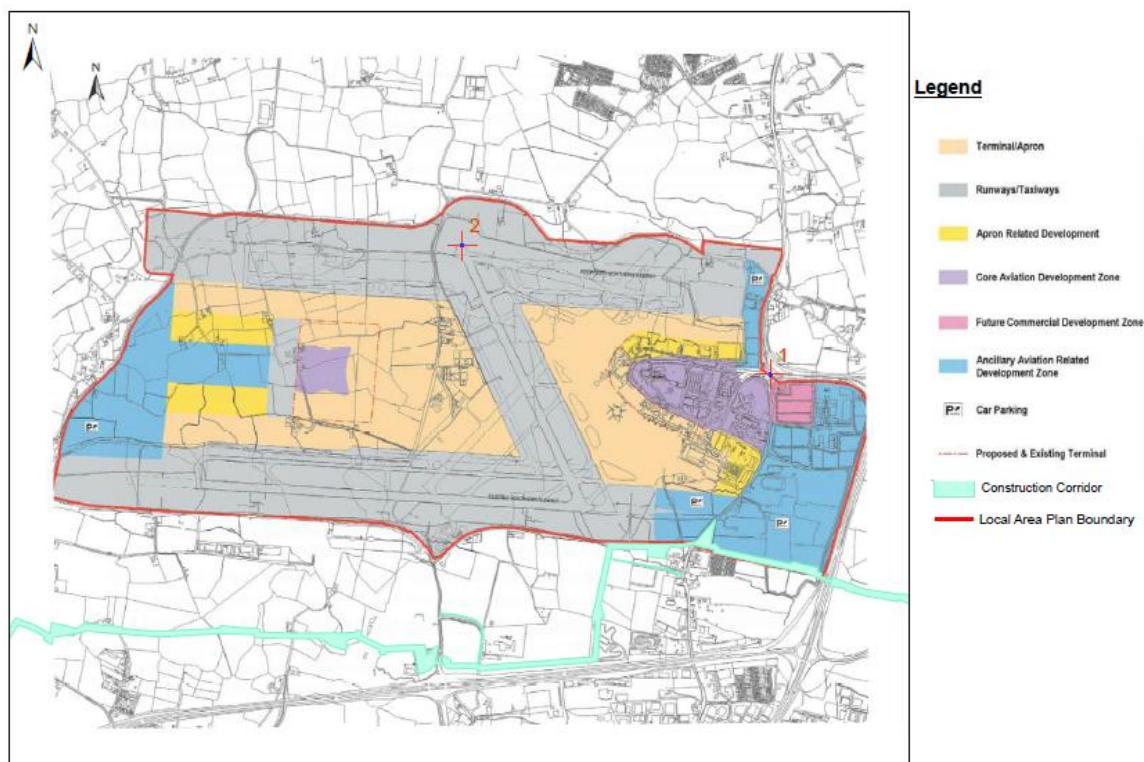 N
N
2
1
P
P
P
P
Legend
Terminal/Apron
Runways/Taxiways
Apron Related Development
Core Aviation Development Zone
Future Commercial Development Zone
Ancillary Aviation Related
Development Zone
P
Car Parking
Proposed & Existing Terminal
Construction Corridor
Local Area Plan Boundary